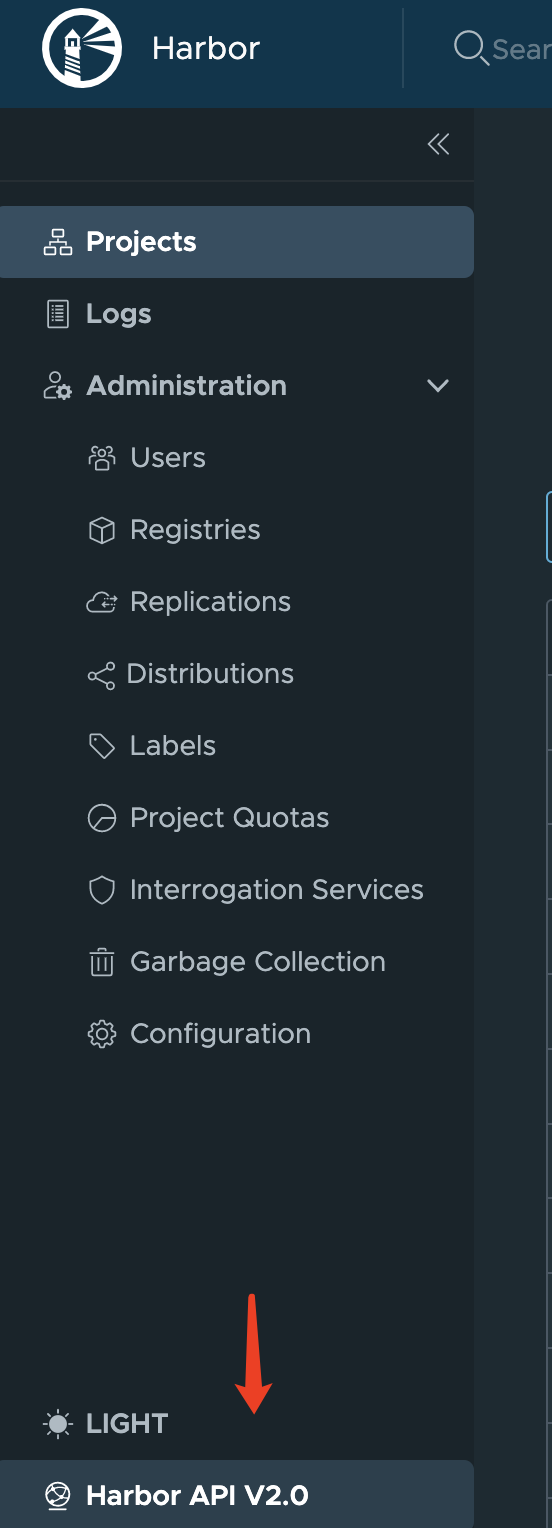 Harbor
Sear
Projects
Logs
Administration
Users
Registries
Replications
Distributions
Labels
Project Quotas
Interrogation Services
Garbage Collection
Configuration
LIGHT
Harbor API V2.0